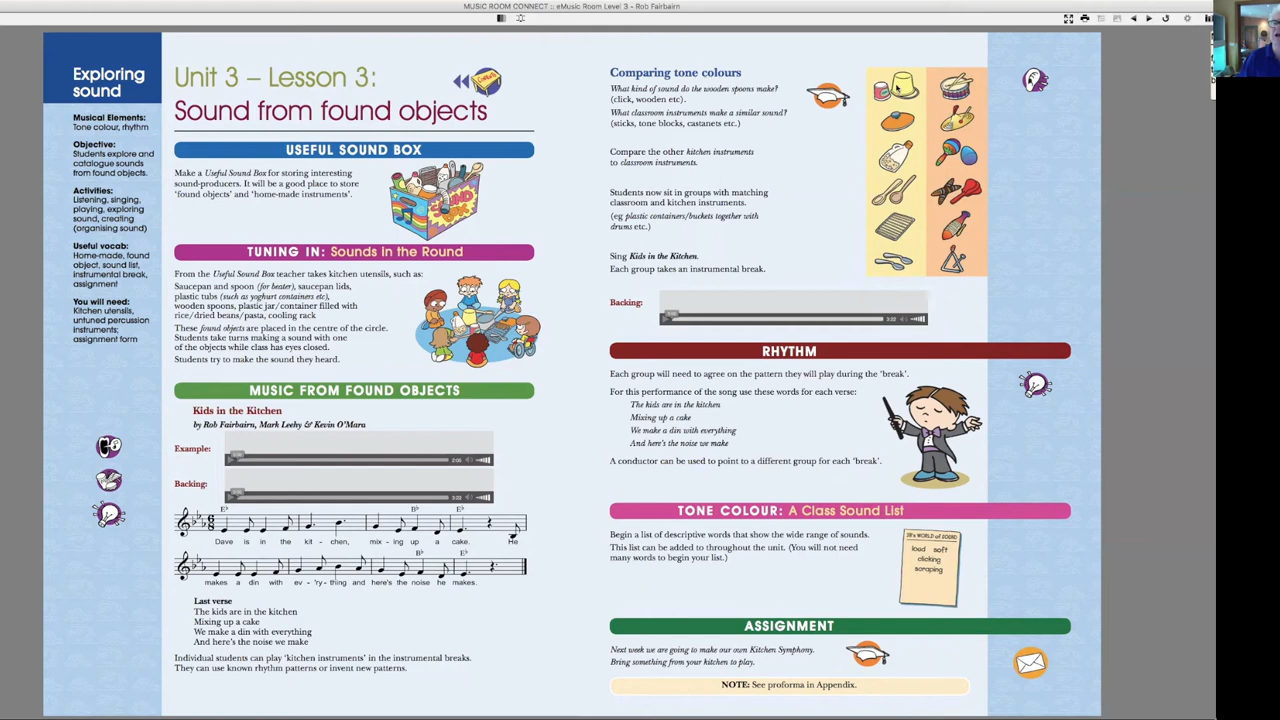 MUSIC ROOM CONNECT :: eMusic Room Level 3 - Rob Fairbairn
Exploring
sound
Musical Elements:
Tone colour, rhythm
Objective:
Students explore and
catalogue sounds
from found objects.
Activities:
Listening, singing,
playing, exploring
sound, creating
(organising sound)
Useful vocab:
Home-made, found
object, sound list,
instrumental break,
assignment
You will need:
Kitchen utensils,
untuned percussion
instruments;
assignment form
Unit 3 – Lesson 3:
Sound from found objects
USEFUL SOUND BOX
Make a Useful Sound Box for storing interesting
sound-producers. It will be a good place to store
‘found objects’ and ‘home-made instruments’.
TUNING IN: Sounds in the Round
From the Useful Sound Box teacher takes kitchen utensils, such as:
Saucepan and spoon (for beater), saucepan lids,
plastic tubs (such as yoghurt containers etc),
wooden spoons, plastic jar/container filled with
rice/dried beans/pasta, cooling rack
These found objects are placed in the centre of the circle.
Students take turns making a sound with one
of the objects while class has eyes closed.
Students try to make the sound they heard.
MUSIC FROM FOUND OBJECTS
Kids in the Kitchen
by Rob Fairbairn, Mark Leehy & Kevin O'Mara
Example:
2:05
Backing:
3:22
E♭ B♭ E♭
Dave is in the kit - chen, mix - ing up a cake. He
B♭ E♭
makes a din with ev - 'ry - thing and here's the noise he makes.
Last verse
The kids are in the kitchen
Mixing up a cake
We make a din with everything
And here's the noise we make
Individual students can play ‘kitchen instruments’ in the instrumental breaks.
They can use known rhythm patterns or invent new patterns.
Comparing tone colours
What kind of sound do the wooden spoons make?
(click, wooden etc).
What classroom instruments make a similar sound?
(sticks, tone blocks, castanets etc.)
Compare the other kitchen instruments
to classroom instruments.
Students now sit in groups with matching
classroom and kitchen instruments.
(eg plastic containers/buckets together with
drums etc.)
Sing Kids in the Kitchen.
Each group takes an instrumental break.
Backing:
3:22
RHYTHM
Each group will need to agree on the pattern they will play during the ‘break’.
For this performance of the song use these words for each verse:
The kids are in the kitchen
Mixing up a cake
We make a din with everything
And here's the noise we make
A conductor can be used to point to a different group for each ‘break’.
TONE COLOUR: A Class Sound List
Begin a list of descriptive words that show the wide range of sounds.
This list can be added to throughout the unit. (You will not need
many words to begin your list.)
3R's WORLD OF SOUND
loud soft
clicking
scraping
ASSIGNMENT
Next week we are going to make our own Kitchen Symphony.
Bring something from your kitchen to play.
NOTE: See proforma in Appendix.